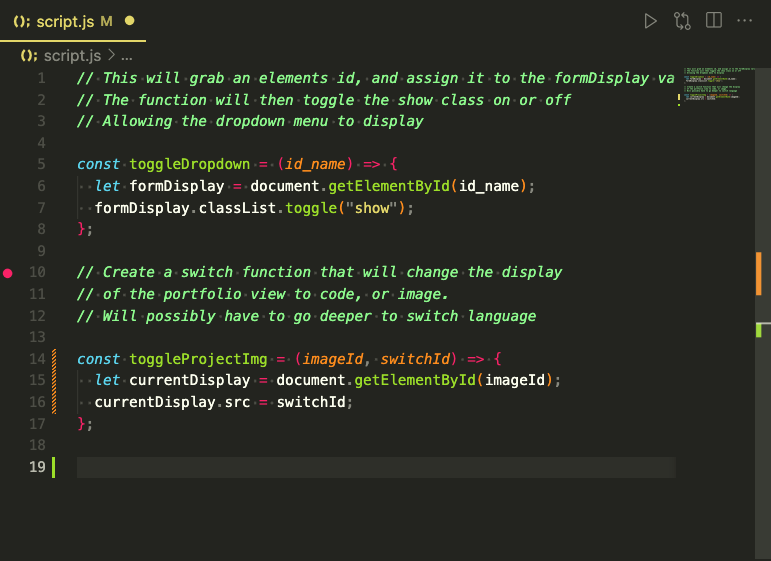 (); script.js M
(); script.js > ...
1 // This will grab an elements id, and assign it to the formDisplay va
2 // The function will then toggle the show class on or off
3 // Allowing the dropdown menu to display
4
5 const toggleDropdown = (id_name) => {
6 let formDisplay = document.getElementById(id_name);
7 formDisplay.classList.toggle("show");
8 };
9
10 // Create a switch function that will change the display
11 // of the portfolio view to code, or image.
12 // Will possibly have to go deeper to switch language
13
14 const toggleProjectImg = (imageId, switchId) => {
15 let currentDisplay = document.getElementById(imageId);
16 currentDisplay.src = switchId;
17 };
18
19